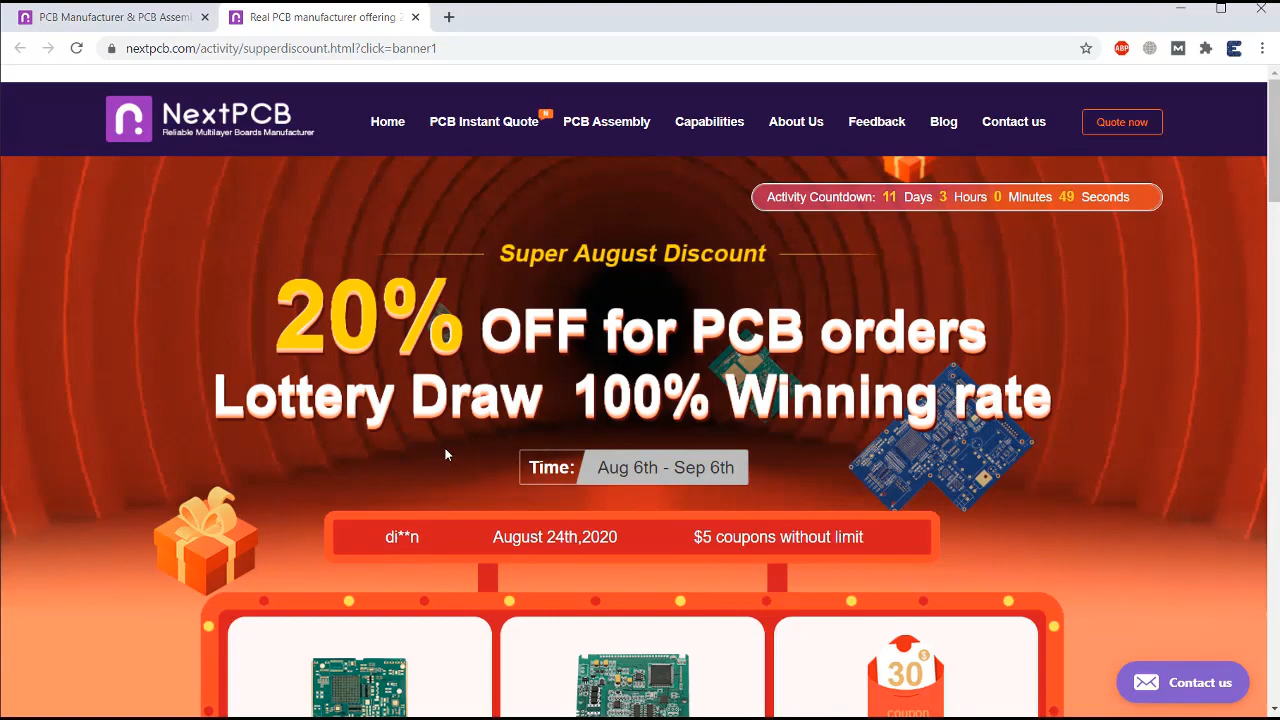 PCB Manufacturer & PCB Assem
Real PCB manufacturer offering 2
nextpcb.com/activity/supperdiscount.html?click=banner1
ABP
M
E
NextPCB
Reliable Multilayer Boards Manufacturer
Home
PCB Instant Quote
PCB Assembly
Capabilities
About Us
Feedback
Blog
Contact us
Quote now
Activity Countdown: 11 Days 3 Hours 0 Minutes 49 Seconds
Super August Discount
20% OFF for PCB orders
Lottery Draw 100% Winning rate
Time: Aug 6th - Sep 6th
di**n August 24th,2020 $5 coupons without limit
$
30
coupon
Contact us